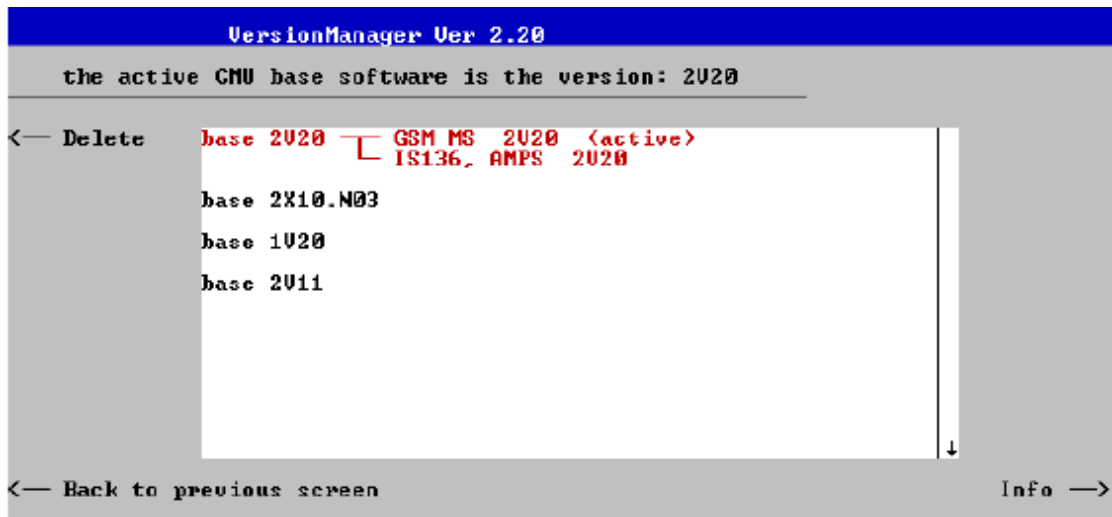 VersionManager Ver 2.20
the active CMU base software is the version: 2V20
<— Delete
base 2V20 GSM MS 2V20 (active)
IS136, AMPS 2V20
base 2X10.N03
base 1V20
base 2V11
↓
<— Back to previous screen
Info —>